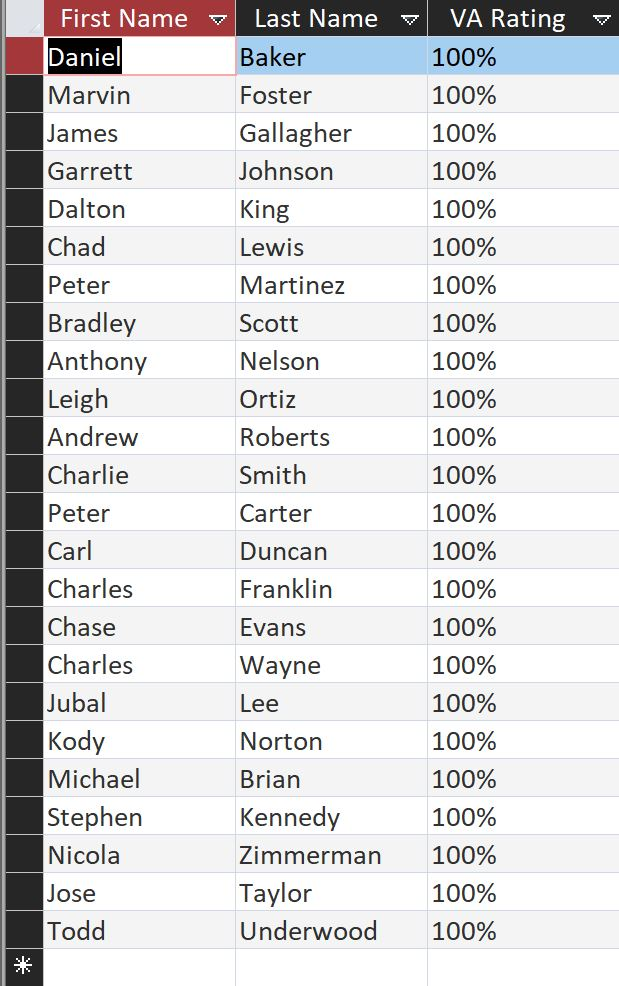 First Name Last Name VA Rating
Daniel Baker 100%
Marvin Foster 100%
James Gallagher 100%
Garrett Johnson 100%
Dalton King 100%
Chad Lewis 100%
Peter Martinez 100%
Bradley Scott 100%
Anthony Nelson 100%
Leigh Ortiz 100%
Andrew Roberts 100%
Charlie Smith 100%
Peter Carter 100%
Carl Duncan 100%
Charles Franklin 100%
Chase Evans 100%
Charles Wayne 100%
Jubal Lee 100%
Kody Norton 100%
Michael Brian 100%
Stephen Kennedy 100%
Nicola Zimmerman 100%
Jose Taylor 100%
Todd Underwood 100%